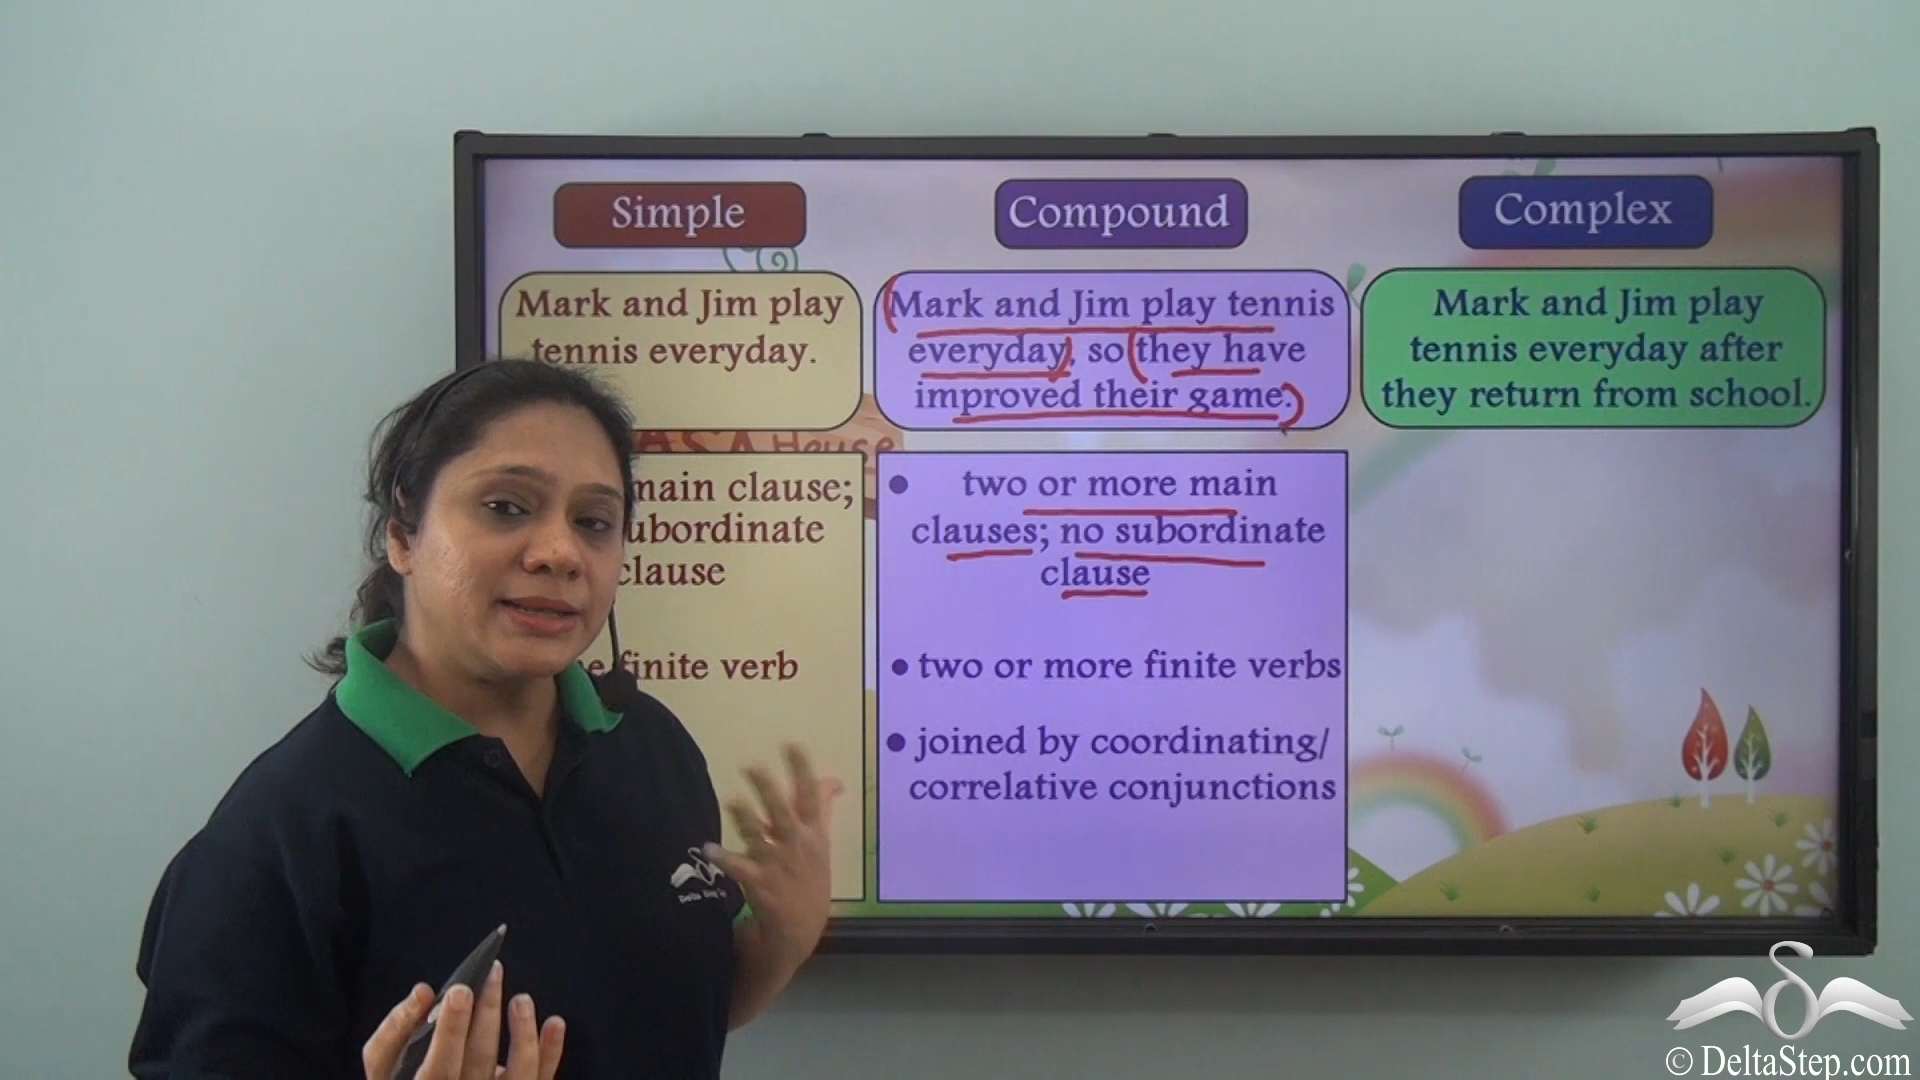 Simple
Compound
Complex
Mark and Jim play
tennis everyday.
Mark and Jim play tennis
everyday, so they have
improved their game.
Mark and Jim play
tennis everyday after
they return from school.
House
main clause;
subordinate
clause
finite verb
two or more main
clauses; no subordinate
clause
two or more finite verbs
joined by coordinating/
correlative conjunctions
© DeltaStep.com